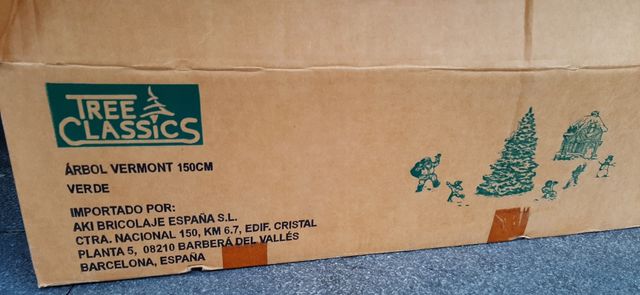 TREE
CLASSICS
ÁRBOL VERMONT 150CM
VERDE
IMPORTADO POR:
AKI BRICOLAJE ESPAÑA S.L.
CTRA. NACIONAL 150, KM 6.7, EDIF. CRISTAL
PLANTA 5, 08210 BARBERÁ DEL VALLÉS
BARCELONA, ESPAÑA